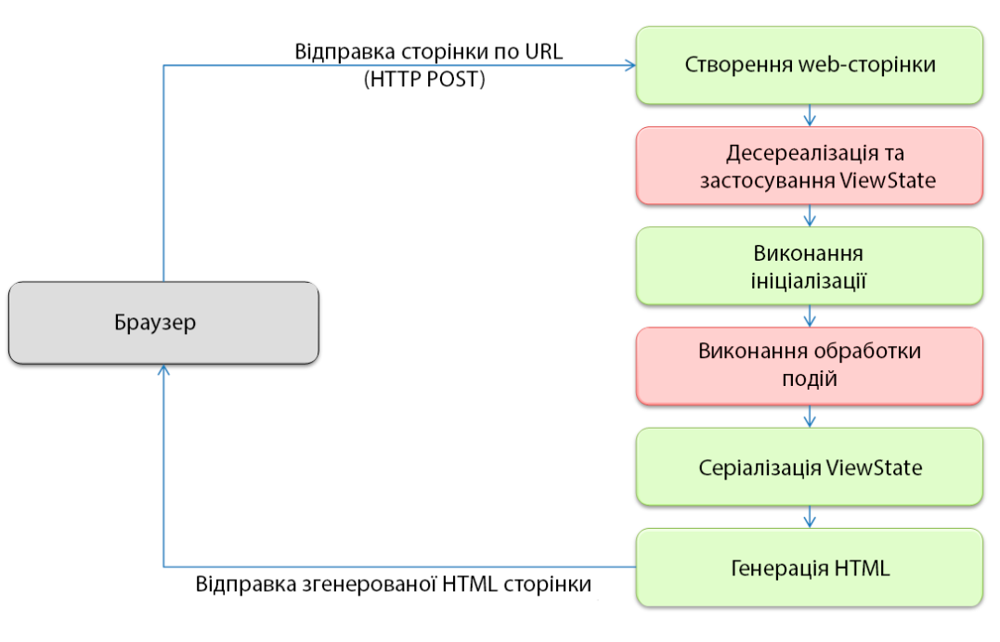 Відправка сторінки по URL
(HTTP POST)
Створення web-сторінки
Десереалізація та
застосування ViewState
Виконання
ініціалізації
Браузер
Виконання обработки
подій
Серіалізація ViewState
Генерація HTML
Відправка згенерованої HTML сторінки